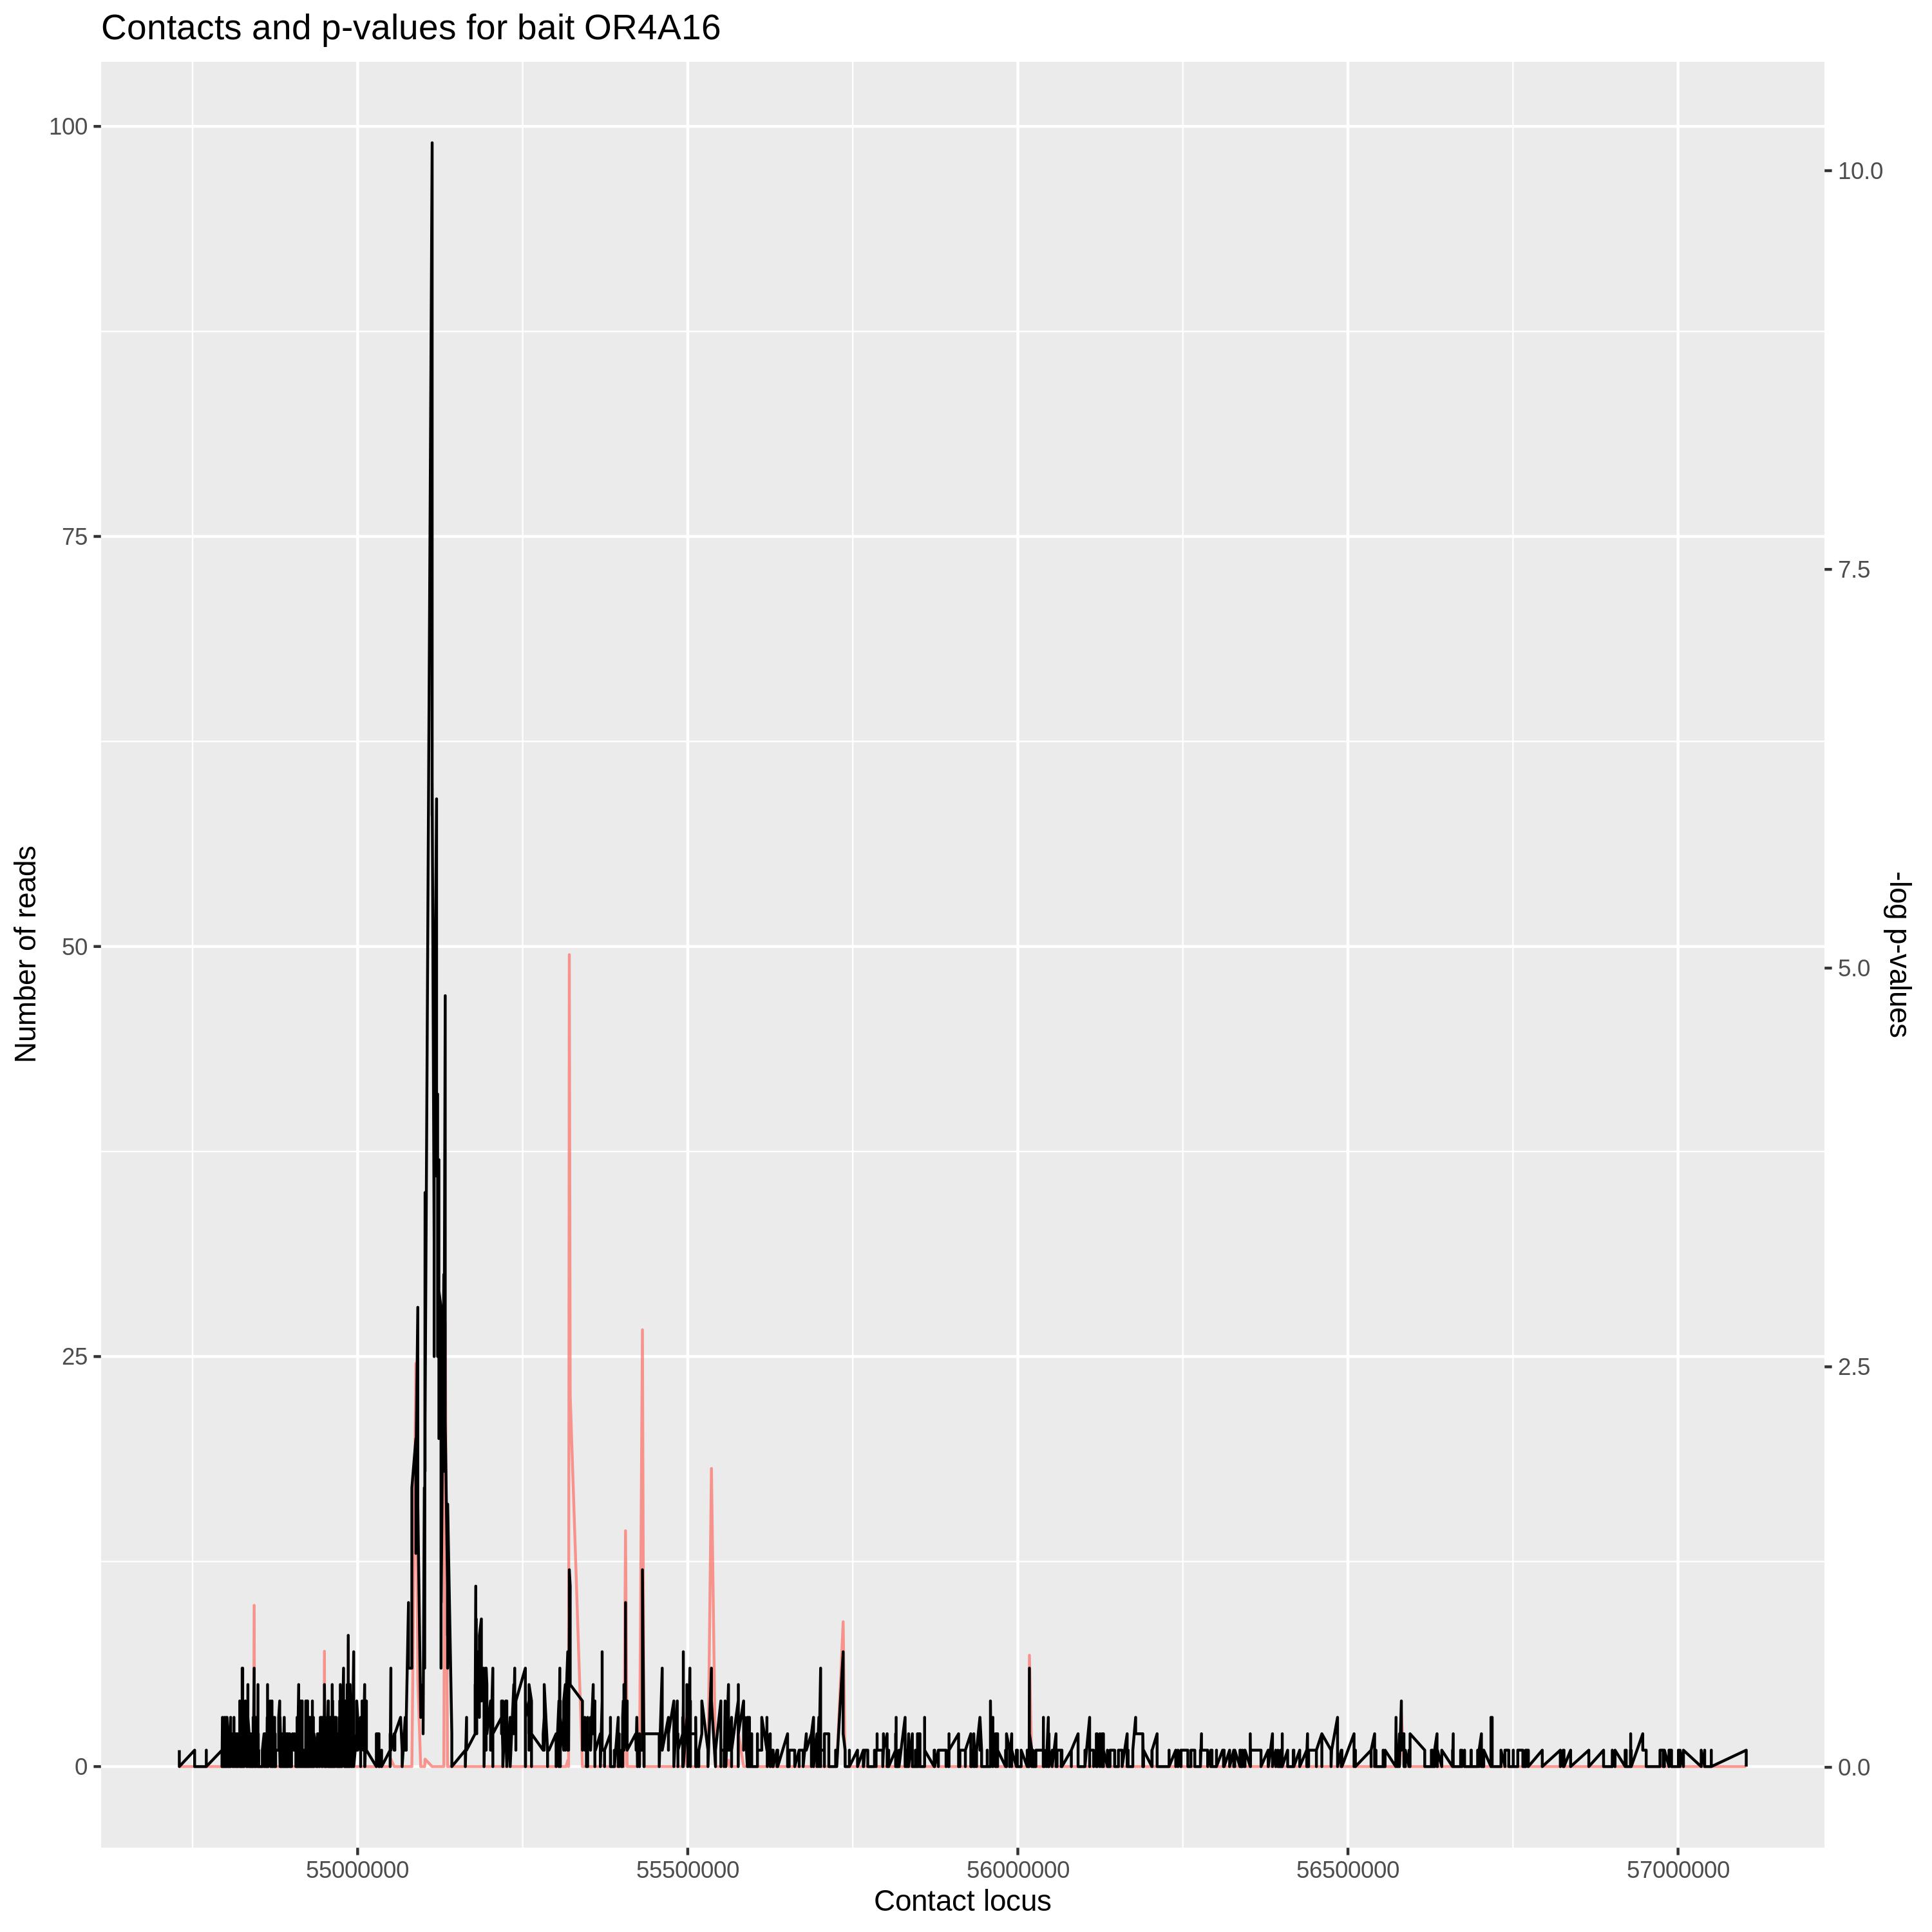 Contacts and p-values for bait OR4A16
100
75
50
25
0
Number of reads
10.0
7.5
5.0
2.5
0.0
-log p-values
55000000 55500000 56000000 56500000 57000000
Contact locus